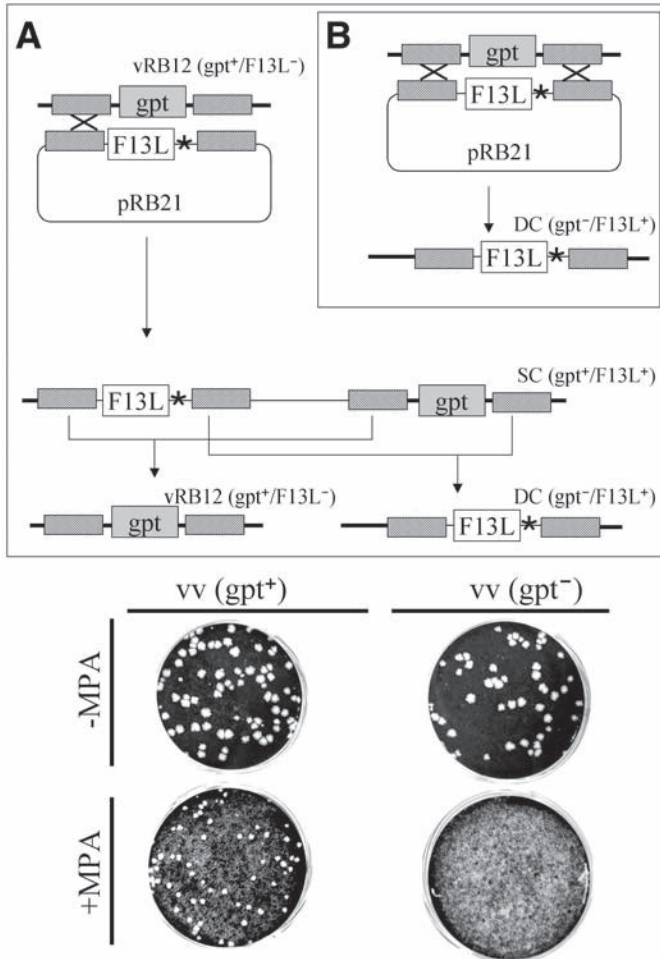 A
vRB12 (gpt⁺/F13L⁻)
gpt
F13L *
pRB21
B
gpt
F13L *
pRB21
DC (gpt⁻/F13L⁺)
F13L *
SC (gpt⁺/F13L⁺)
F13L *
gpt
vRB12 (gpt⁺/F13L⁻)
gpt
DC (gpt⁻/F13L⁺)
F13L *
vv (gpt⁺)
vv (gpt⁻)
-MPA
+MPA